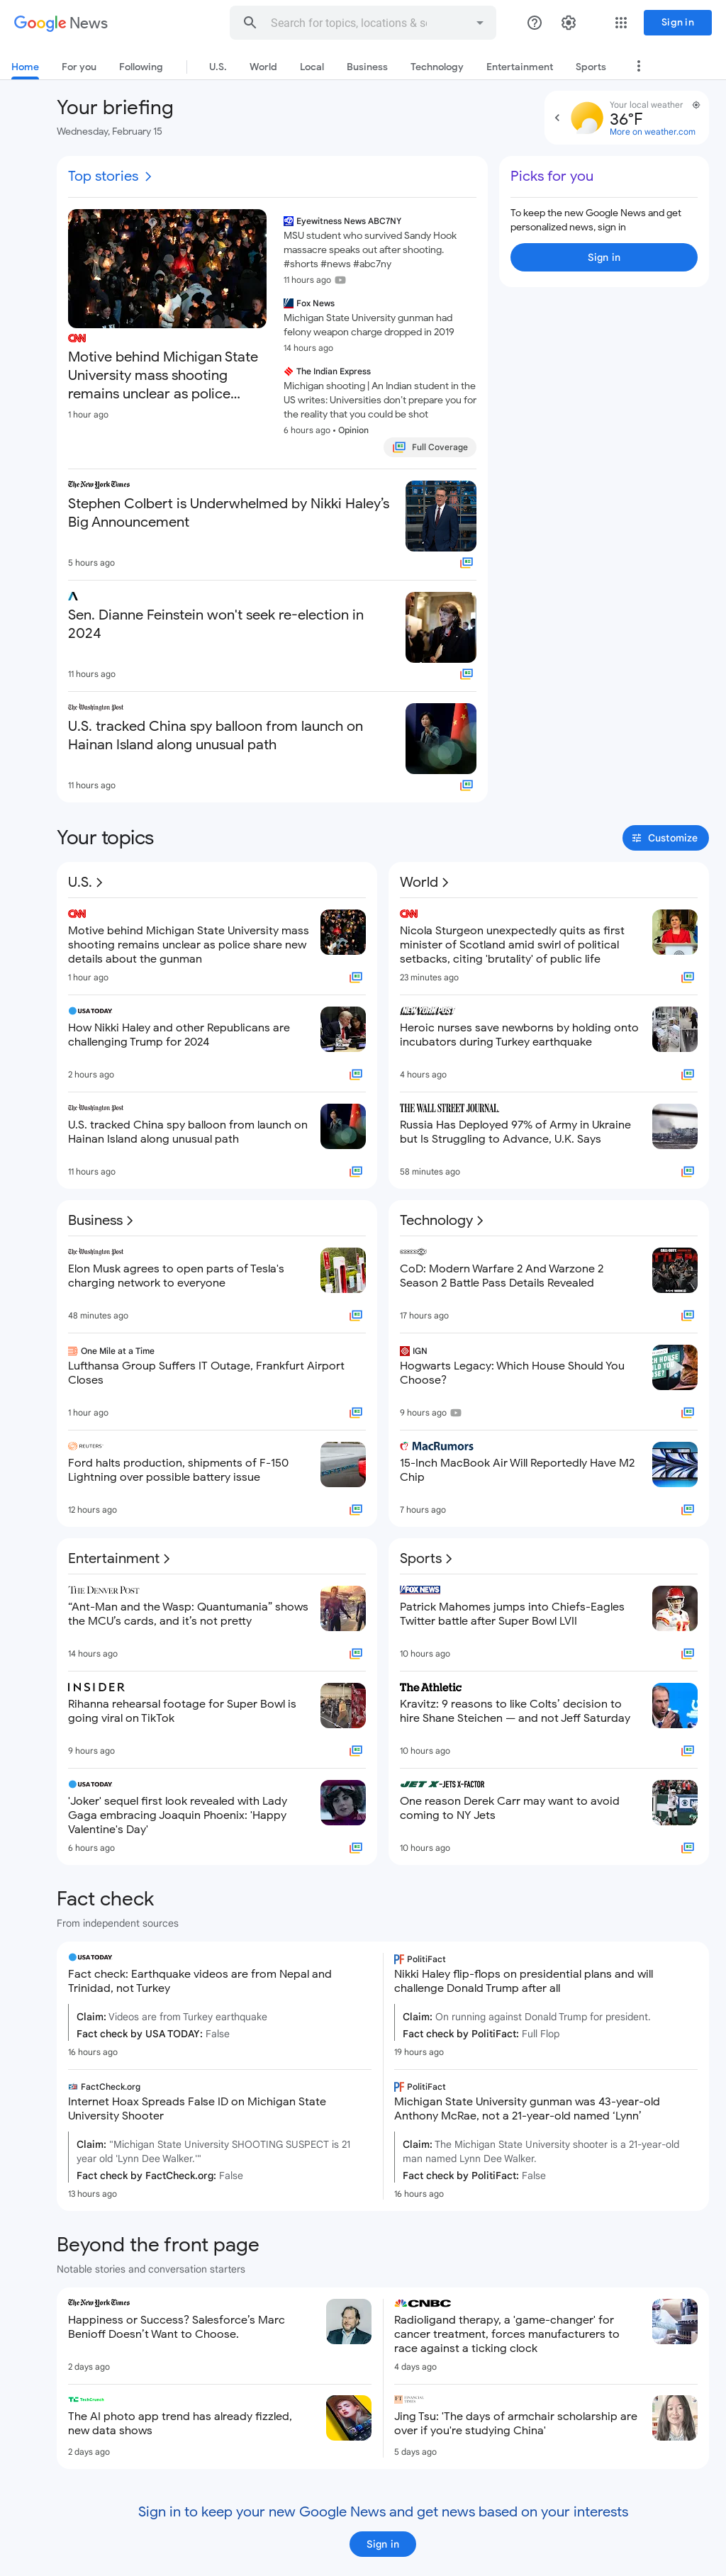 Google News
Search for topics, locations & sc
Sign in
Home
For you
Following
U.S.
World
Local
Business
Technology
Entertainment
Sports
Your briefing
Wednesday, February 15
Your local weather
36°F
More on weather.com
Top stories
CNN
Motive behind Michigan State
University mass shooting
remains unclear as police...
1 hour ago
Eyewitness News ABC7NY
MSU student who survived Sandy Hook
massacre speaks out after shooting.
#shorts #news #abc7ny
11 hours ago
Fox News
Michigan State University gunman had
felony weapon charge dropped in 2019
14 hours ago
The Indian Express
Michigan shooting | An Indian student in the
US writes: Universities don't prepare you for
the reality that you could be shot
6 hours ago • Opinion
Full Coverage
Picks for you
To keep the new Google News and get
personalized news, sign in
Sign in
The New York Times
Stephen Colbert is Underwhelmed by Nikki Haley's
Big Announcement
5 hours ago
Sen. Dianne Feinstein won't seek re-election in
2024
11 hours ago
The Washington Post
U.S. tracked China spy balloon from launch on
Hainan Island along unusual path
11 hours ago
Your topics
Customize
U.S.
CNN
Motive behind Michigan State University mass
shooting remains unclear as police share new
details about the gunman
1 hour ago
USA TODAY
How Nikki Haley and other Republicans are
challenging Trump for 2024
2 hours ago
The Washington Post
U.S. tracked China spy balloon from launch on
Hainan Island along unusual path
11 hours ago
World
CNN
Nicola Sturgeon unexpectedly quits as first
minister of Scotland amid swirl of political
setbacks, citing 'brutality' of public life
23 minutes ago
NEW YORK POST
Heroic nurses save newborns by holding onto
incubators during Turkey earthquake
4 hours ago
THE WALL STREET JOURNAL.
Russia Has Deployed 97% of Army in Ukraine
but Is Struggling to Advance, U.K. Says
58 minutes ago
Business
The Washington Post
Elon Musk agrees to open parts of Tesla's
charging network to everyone
48 minutes ago
One Mile at a Time
Lufthansa Group Suffers IT Outage, Frankfurt Airport
Closes
1 hour ago
REUTERS
Ford halts production, shipments of F-150
Lightning over possible battery issue
12 hours ago
Technology
CoD: Modern Warfare 2 And Warzone 2
Season 2 Battle Pass Details Revealed
17 hours ago
IGN
Hogwarts Legacy: Which House Should You
Choose?
9 hours ago
MacRumors
15-Inch MacBook Air Will Reportedly Have M2
Chip
7 hours ago
Entertainment
THE DENVER POST
"Ant-Man and the Wasp: Quantumania" shows
the MCU's cards, and it's not pretty
14 hours ago
INSIDER
Rihanna rehearsal footage for Super Bowl is
going viral on TikTok
9 hours ago
USA TODAY
'Joker' sequel first look revealed with Lady
Gaga embracing Joaquin Phoenix: 'Happy
Valentine's Day'
6 hours ago
Sports
FOX NEWS
Patrick Mahomes jumps into Chiefs-Eagles
Twitter battle after Super Bowl LVII
10 hours ago
The Athletic
Kravitz: 9 reasons to like Colts' decision to
hire Shane Steichen — and not Jeff Saturday
10 hours ago
JET X -JETS X-FACTOR
One reason Derek Carr may want to avoid
coming to NY Jets
10 hours ago
Fact check
From independent sources
USA TODAY
Fact check: Earthquake videos are from Nepal and
Trinidad, not Turkey
Claim: Videos are from Turkey earthquake
Fact check by USA TODAY: False
16 hours ago
PolitiFact
Nikki Haley flip-flops on presidential plans and will
challenge Donald Trump after all
Claim: On running against Donald Trump for president.
Fact check by PolitiFact: Full Flop
19 hours ago
FactCheck.org
Internet Hoax Spreads False ID on Michigan State
University Shooter
Claim: "Michigan State University SHOOTING SUSPECT is 21
year old 'Lynn Dee Walker.'"
Fact check by FactCheck.org: False
13 hours ago
PolitiFact
Michigan State University gunman was 43-year-old
Anthony McRae, not a 21-year-old named 'Lynn'
Claim: The Michigan State University shooter is a 21-year-old
man named Lynn Dee Walker.
Fact check by PolitiFact: False
16 hours ago
Beyond the front page
Notable stories and conversation starters
The New York Times
Happiness or Success? Salesforce's Marc
Benioff Doesn't Want to Choose.
2 days ago
CNBC
Radioligand therapy, a 'game-changer' for
cancer treatment, forces manufacturers to
race against a ticking clock
4 days ago
TechCrunch
The AI photo app trend has already fizzled,
new data shows
2 days ago
FINANCIAL TIMES
Jing Tsu: 'The days of armchair scholarship are
over if you're studying China'
5 days ago
Sign in to keep your new Google News and get news based on your interests
Sign in